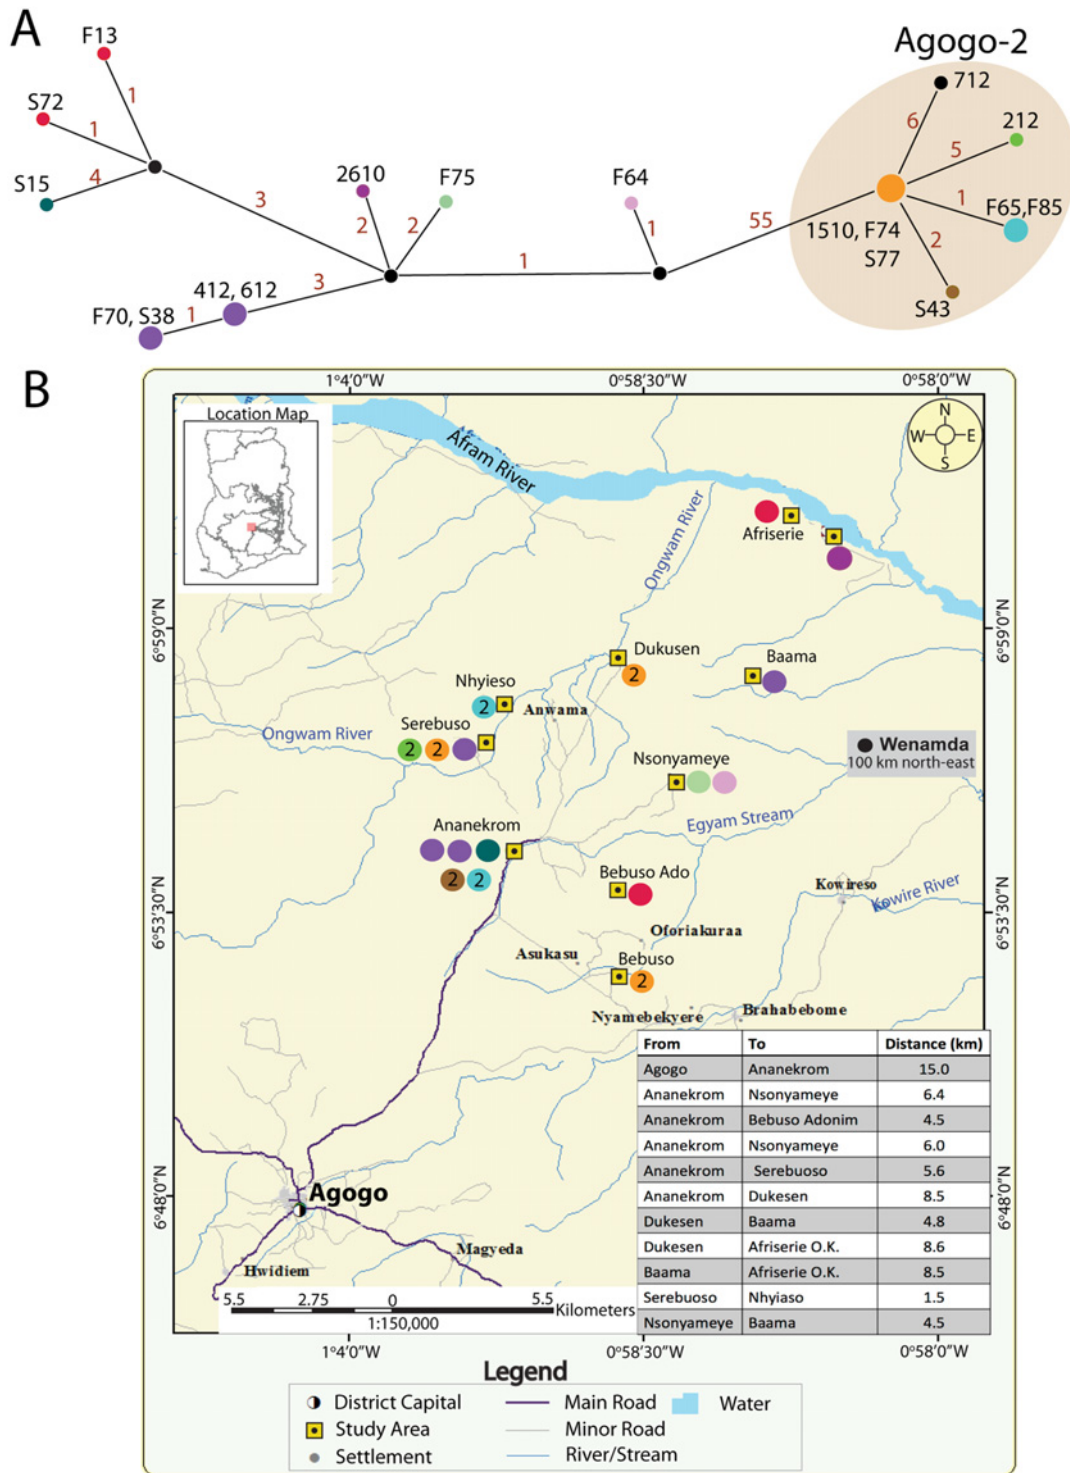 A
F13
Agogo-2
S72
1
712
1
6
212
S15
4
2610
F75
F64
5
3
2
2
1
55
1
F65,F85
1510, F74
S77
2
1
3
412, 612
F70, S38
1
S43
B
1°4'0"W
0°58'30"W
0°58'0"W
Location Map
Afram River
N
W
E
S
Ongwam River
Afriserie
6°59'0"N
6°59'0"N
Dukusen
2
Baama
Nhyieso
2
Anwama
Serebuso
Ongwam River
2
2
Wenamda
100 km north-east
Nsonyameye
Egyam Stream
Ananekrom
2
2
Bebuso Ado
Kowireso
Kowire River
6°53'30"N
6°53'30"N
Oforiakuraa
Asukasu
Bebuso
2
Nyamebekyere
Brahabebome
From To Distance (km)
Agogo Ananekrom 15.0
Ananekrom Nsonyameye 6.4
Ananekrom Bebuso Adonim 4.5
Ananekrom Nsonyameye 6.0
Ananekrom Serebuoso 5.6
Ananekrom Dukesen 8.5
Dukesen Baama 4.8
Dukesen Afriserie O.K. 8.6
Baama Afriserie O.K. 8.5
Serebuoso Nhyiaso 1.5
Nsonyameye Baama 4.5
6°48'0"N
6°48'0"N
Agogo
Magyeda
Hwidiem
5.5 2.75 0 5.5
Kilometers
1:150,000
1°4'0"W
0°58'30"W
0°58'0"W
Legend
District Capital
Main Road
Water
Study Area
Minor Road
Settlement
River/Stream